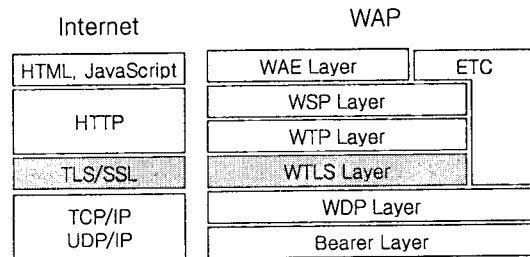 Internet
WAP
HTML, JavaScript
HTTP
TLS/SSL
TCP/IP
UDP/IP
WAE Layer
ETC
WSP Layer
WTP Layer
WTLS Layer
WDP Layer
Bearer Layer